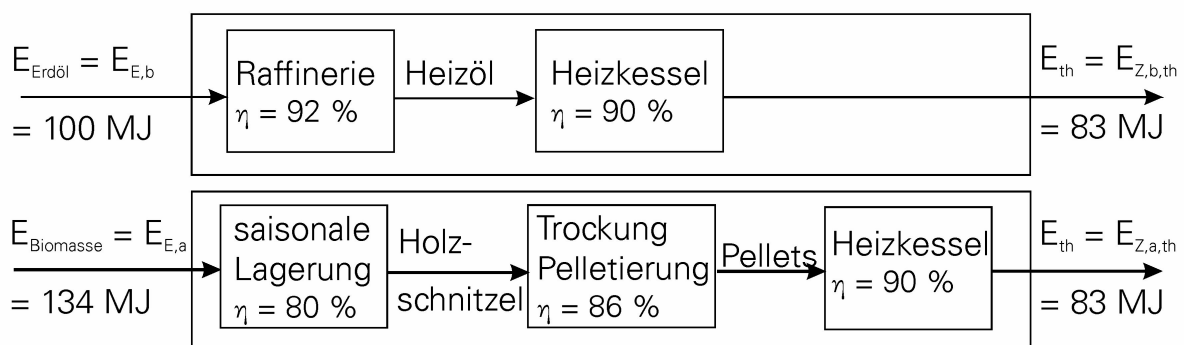 E_Erdöl = E_E,b
= 100 MJ
Raffinerie
η = 92 %
Heizöl
Heizkessel
η = 90 %
E_th = E_Z,b,th
= 83 MJ
E_Biomasse = E_E,a
= 134 MJ
saisonale
Lagerung
η = 80 %
Holz-
schnitzel
Trockung
Pelletierung
η = 86 %
Pellets
Heizkessel
η = 90 %
E_th = E_Z,a,th
= 83 MJ